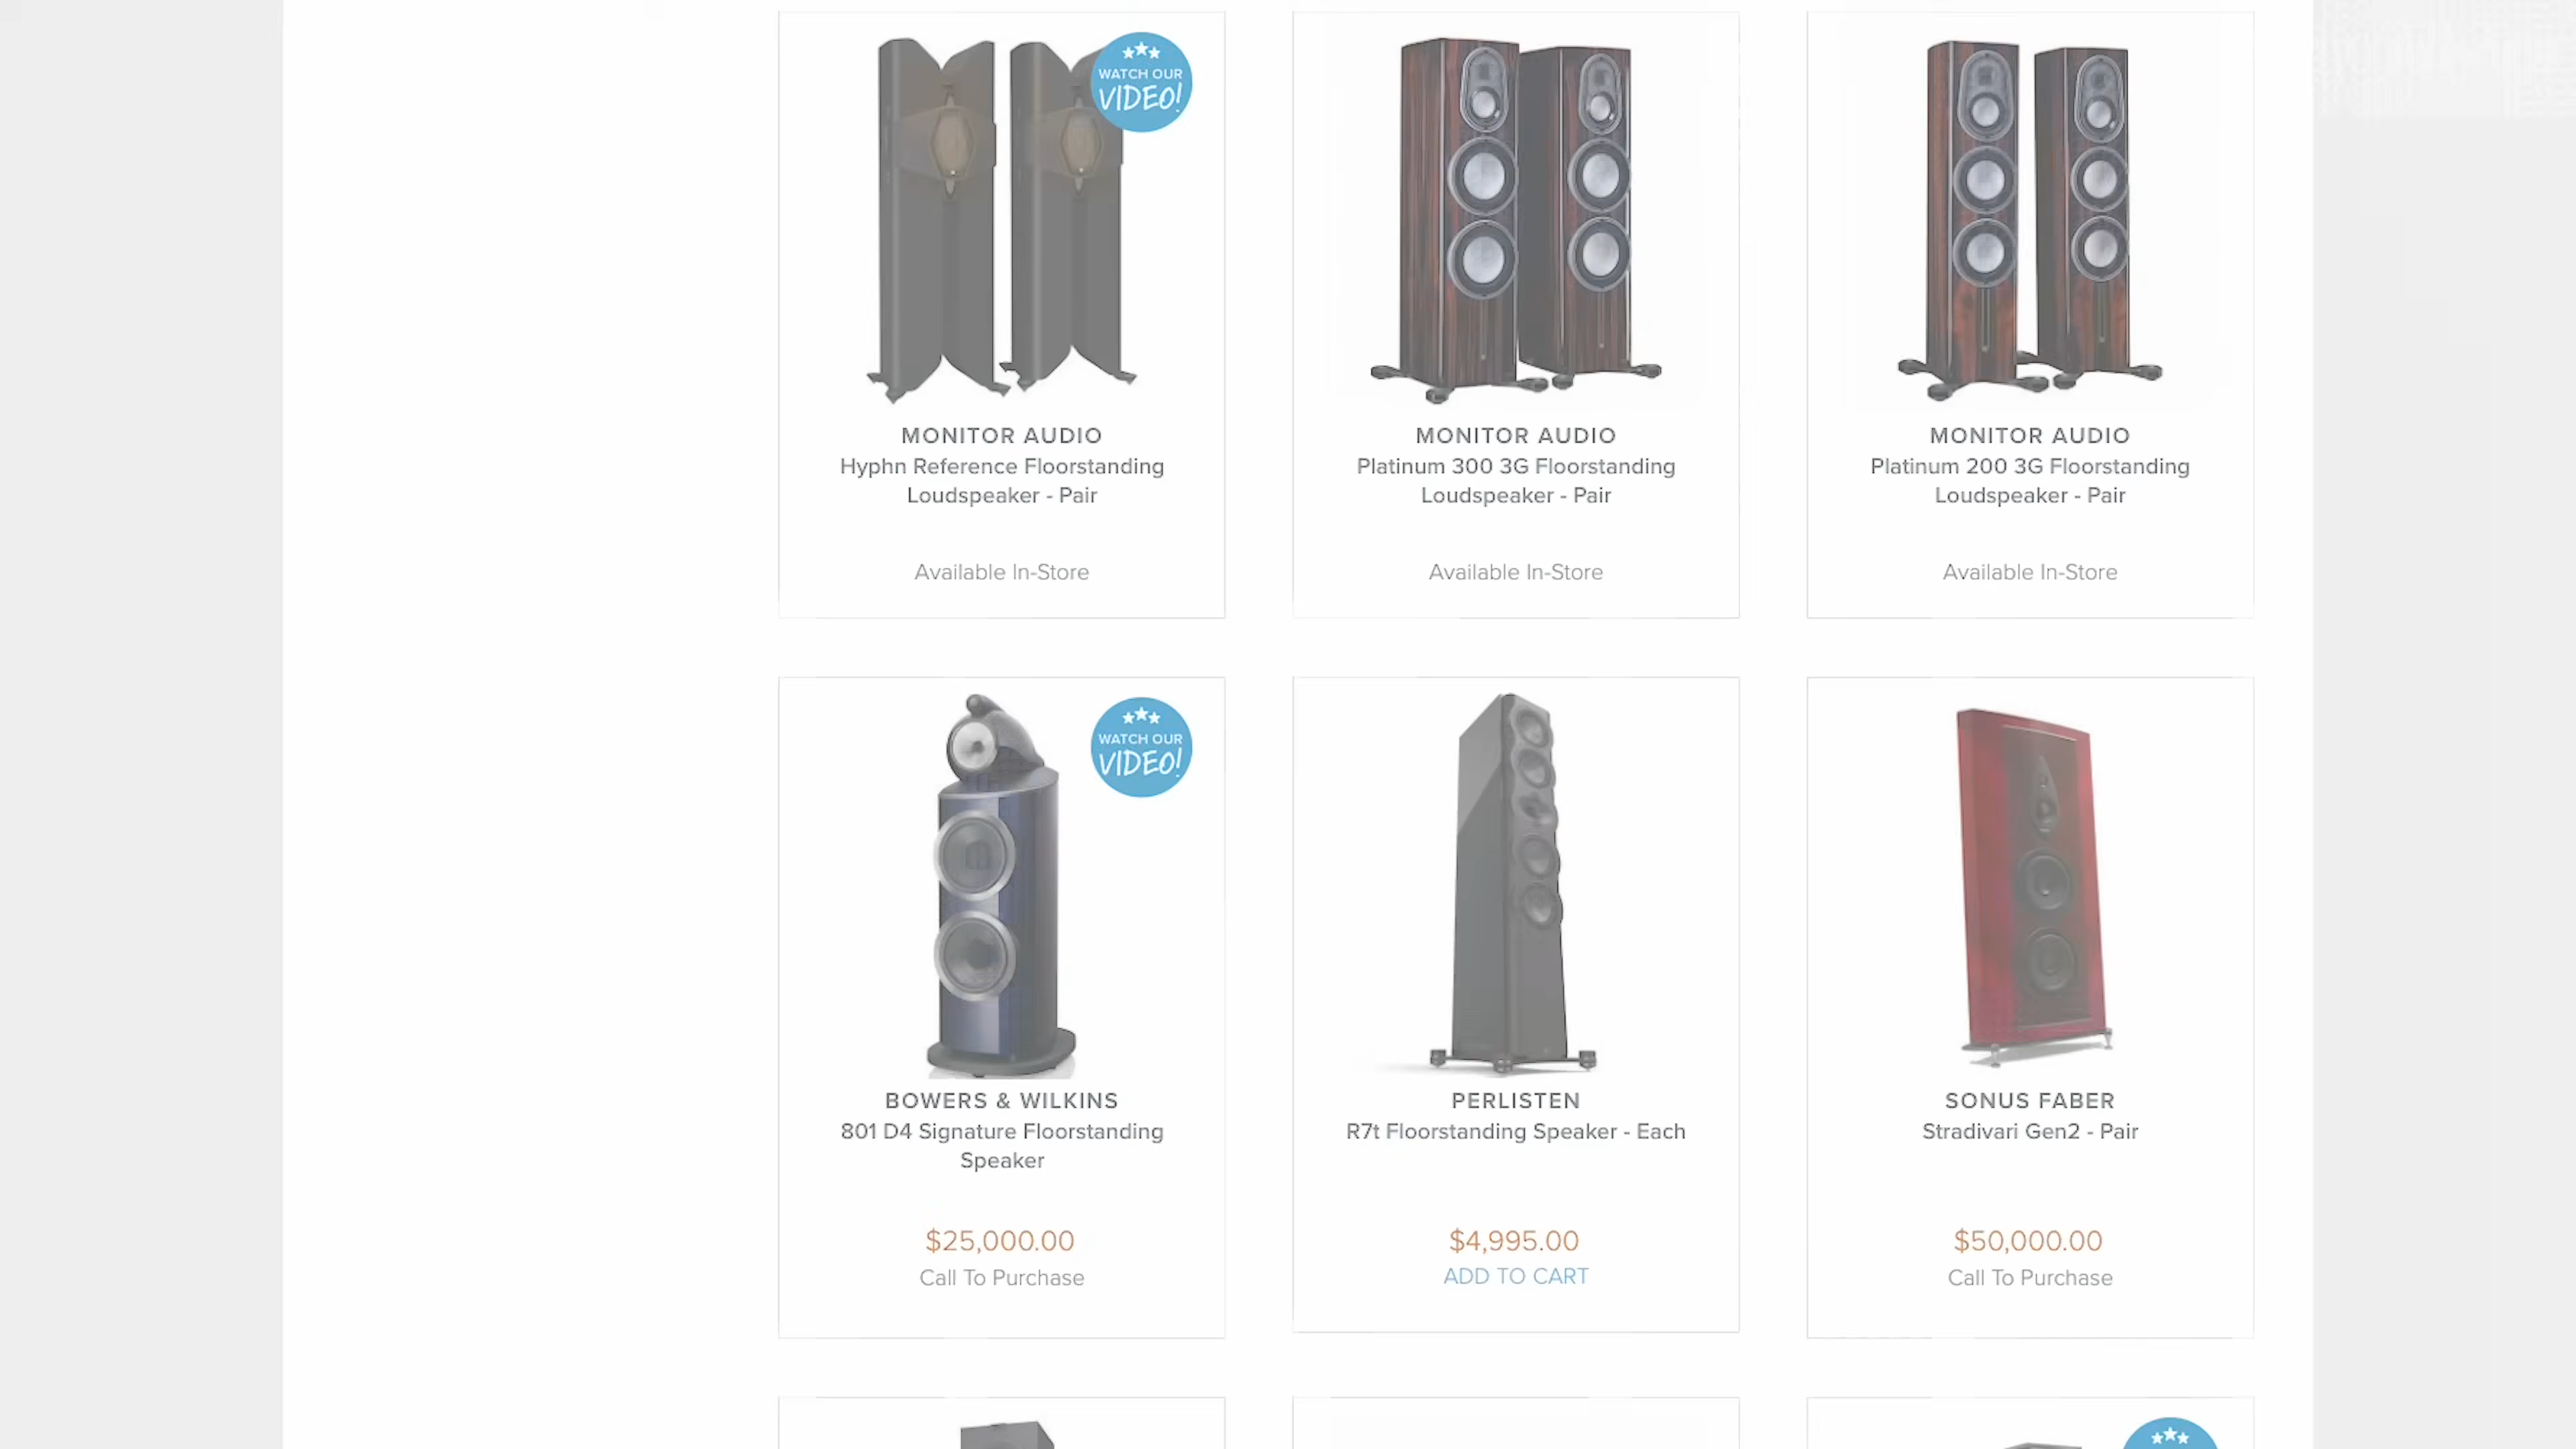 WATCH OUR
VIDEO!
MONITOR AUDIO
Hyphn Reference Floorstanding
Loudspeaker - Pair
Available In-Store
MONITOR AUDIO
Platinum 300 3G Floorstanding
Loudspeaker - Pair
Available In-Store
MONITOR AUDIO
Platinum 200 3G Floorstanding
Loudspeaker - Pair
Available In-Store
WATCH OUR
VIDEO!
BOWERS & WILKINS
801 D4 Signature Floorstanding
Speaker
$25,000.00
Call To Purchase
PERLISTEN
R7t Floorstanding Speaker - Each
$4,995.00
ADD TO CART
SONUS FABER
Stradivari Gen2 - Pair
$50,000.00
Call To Purchase